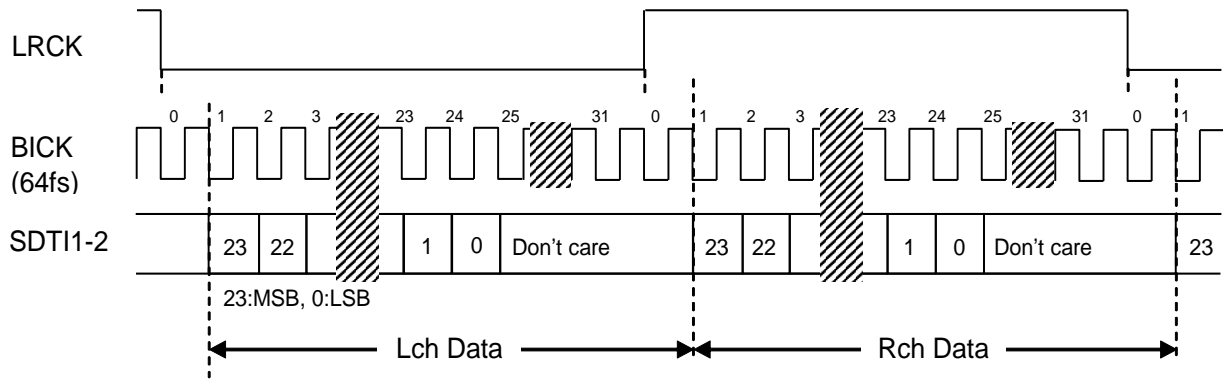 LRCK
0 1 2 3 23 24 25 31 0 1 2 3 23 24 25 31 0 1
BICK
(64fs)
SDTI1-2 23 22 1 0 Don't care 23 22 1 0 Don't care 23
23:MSB, 0:LSB
Lch Data Rch Data